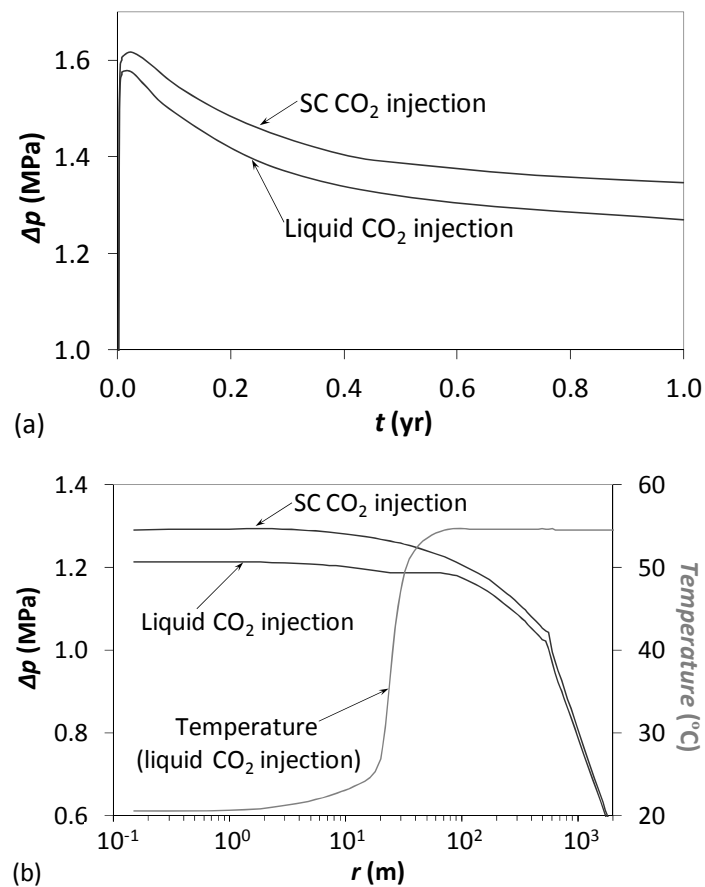 1.6
SC CO₂ injection
Δp (MPa)
1.4
Liquid CO₂ injection
1.2
1.0
0.0 0.2 0.4 0.6 0.8 1.0
(a)
t (yr)
1.4 60
SC CO₂ injection
1.2 50
Liquid CO₂ injection
Δp (MPa)
Temperature (°C)
1.0 40
Temperature
(liquid CO₂ injection)
0.8 30
0.6 20
10⁻¹ 10⁰ 10¹ 10² 10³
(b)
r (m)